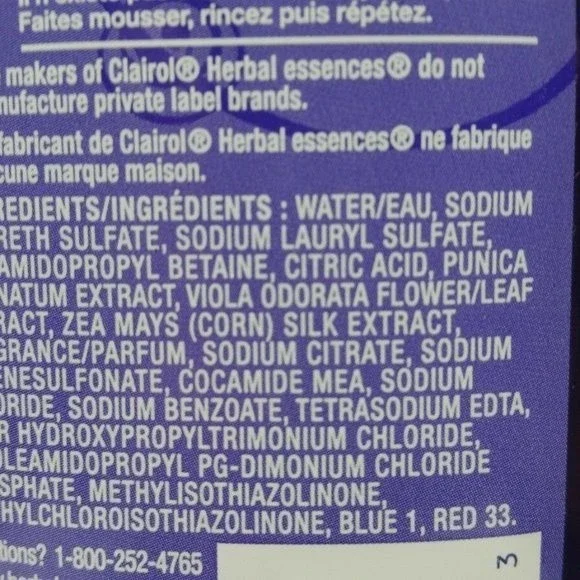 Faites mousser, rincez puis répétez.
makers of Clairol® Herbal essences® do not
nufacture private label brands.
fabricant de Clairol® Herbal essences® ne fabrique
cune marque maison.
REDIENTS/INGRÉDIENTS : WATER/EAU, SODIUM
RETH SULFATE, SODIUM LAURYL SULFATE,
AMIDOPROPYL BETAINE, CITRIC ACID, PUNICA
NATUM EXTRACT, VIOLA ODORATA FLOWER/LEAF
RACT, ZEA MAYS (CORN) SILK EXTRACT,
GRANCE/PARFUM, SODIUM CITRATE, SODIUM
ENESULFONATE, COCAMIDE MEA, SODIUM
ORIDE, SODIUM BENZOATE, TETRASODIUM EDTA,
R HYDROXYPROPYLTRIMONIUM CHLORIDE,
OLEAMIDOPROPYL PG-DIMONIUM CHLORIDE
SPHATE, METHYLISOTHIAZOLINONE,
HYLCHLOROISOTHIAZOLINONE, BLUE 1, RED 33.
tions? 1-800-252-4765
3